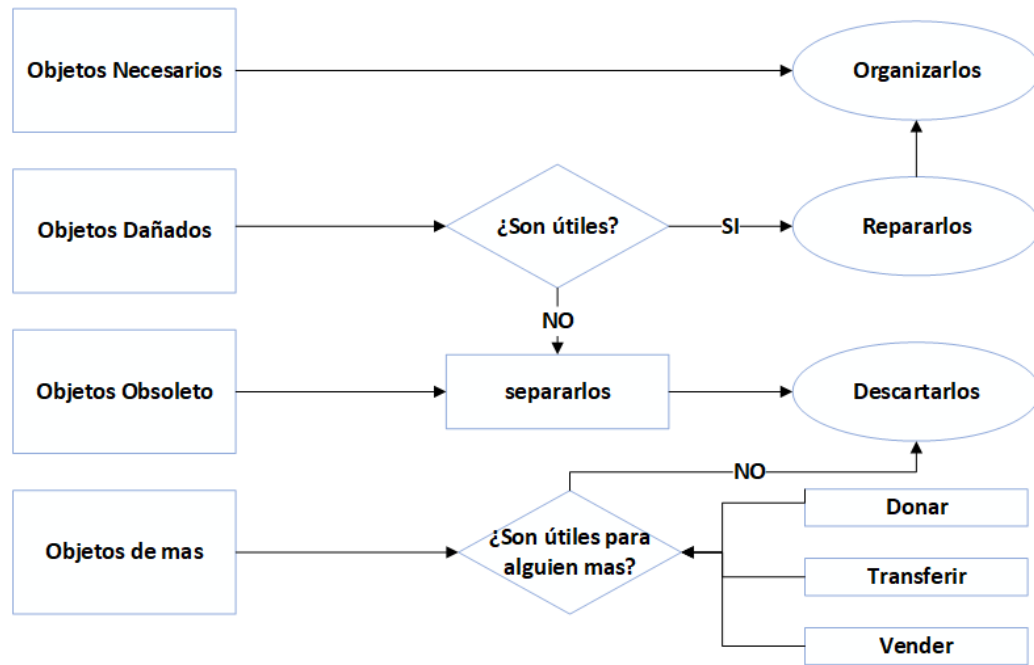 Objetos Necesarios
Organizarlos
Objetos Dañados
¿Son útiles?
SI
Repararlos
NO
Objetos Obsoleto
separarlos
Descartarlos
NO
Objetos de mas
¿Son útiles para
alguien mas?
Donar
Transferir
Vender